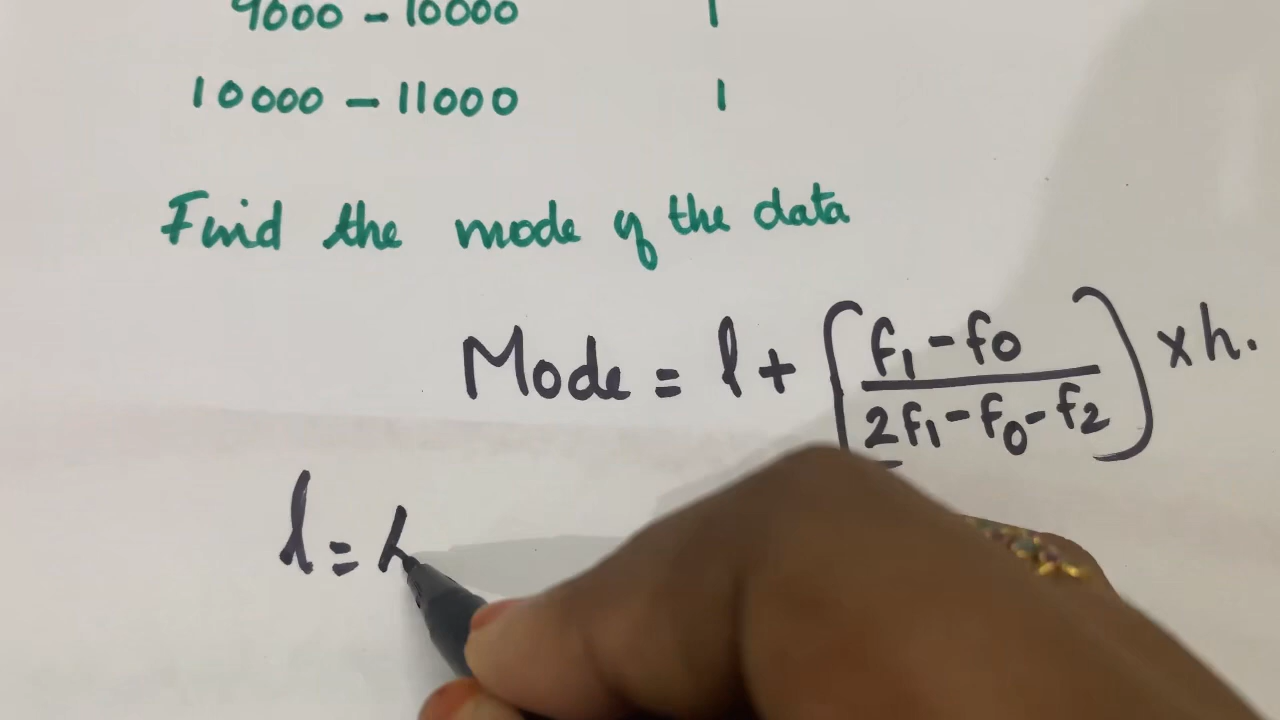 9000 - 10000 1
10000 - 11000 1
Find the mode of the data
Mode = l + (f₁ - f0 / 2f₁ - f₀ - f₂) × h.
l =